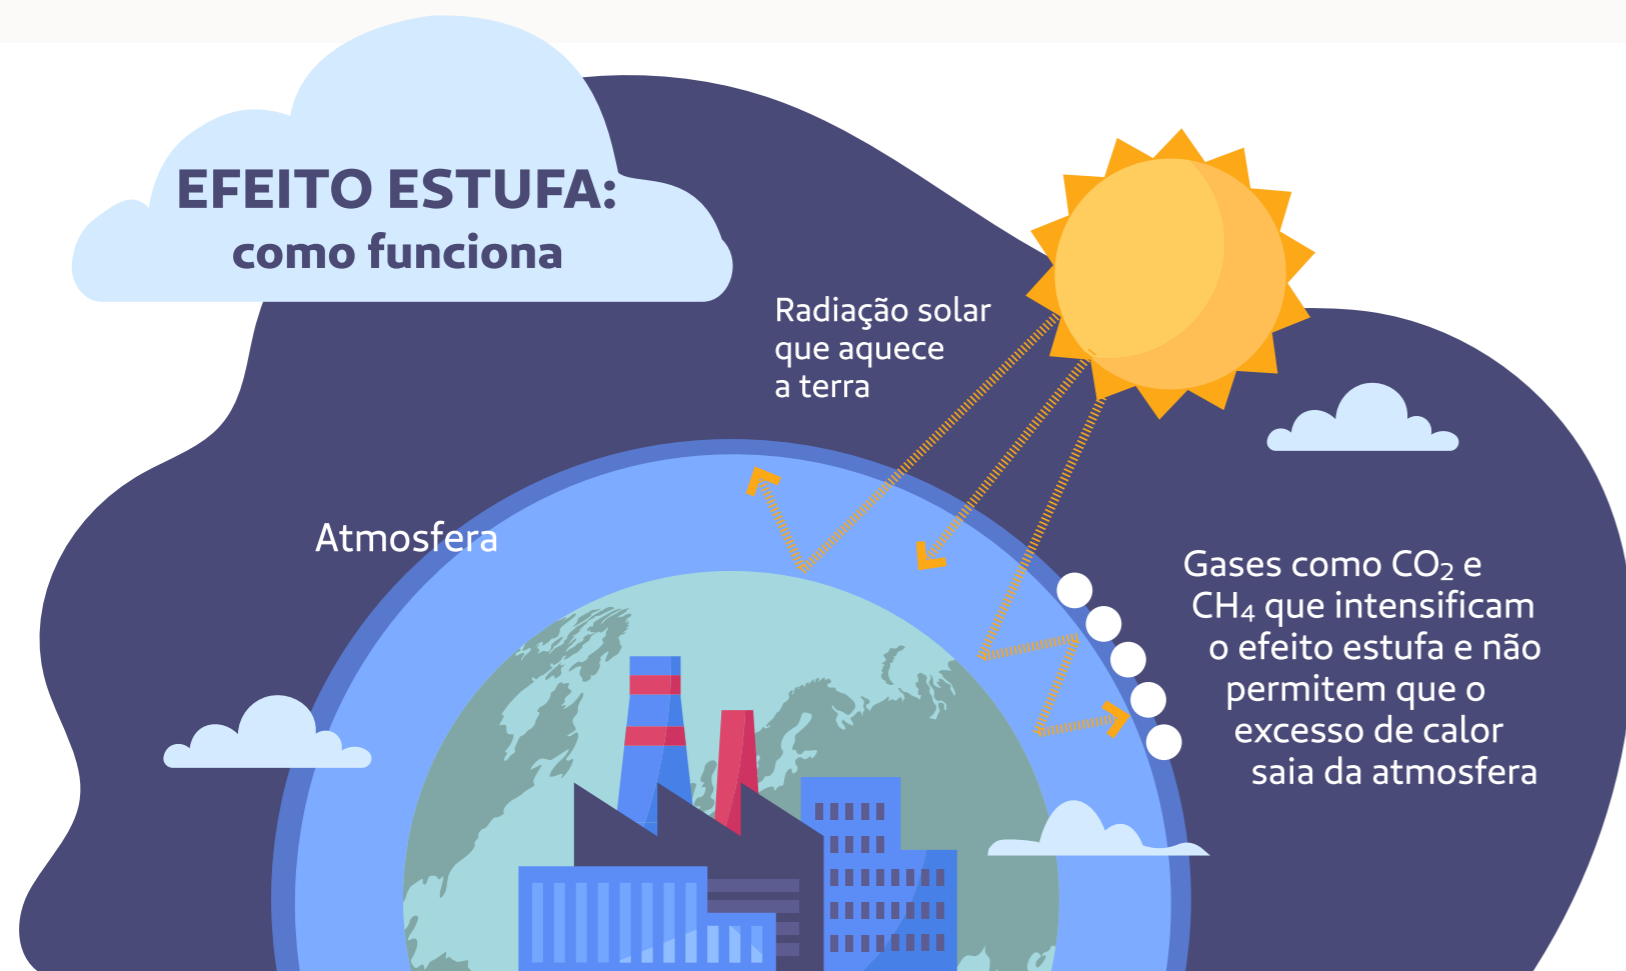 EFEITO ESTUFA:
como funciona
Radiação solar
que aquece
a terra
Atmosfera
Gases como CO₂ e
CH₄ que intensificam
o efeito estufa e não
permitem que o
excesso de calor
saia da atmosfera